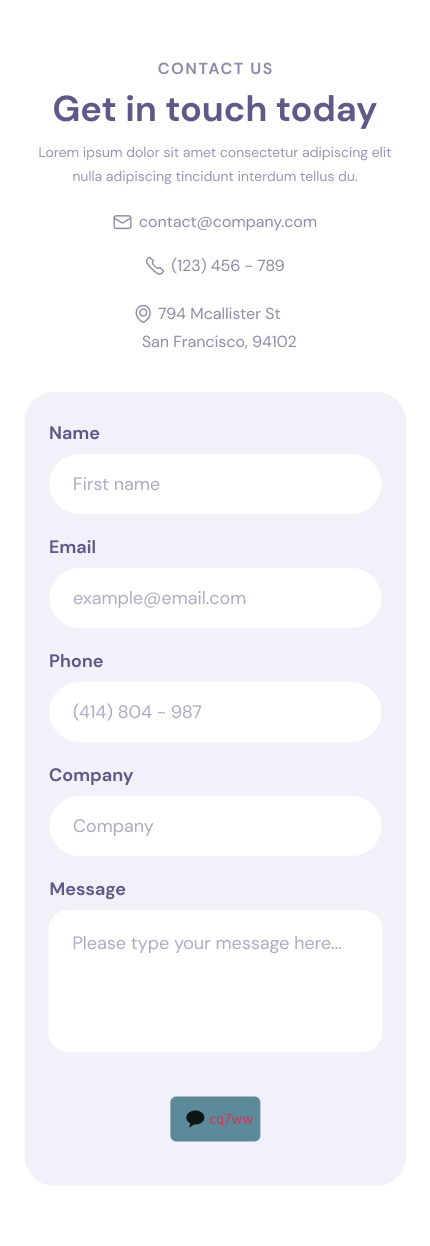 CONTACT US
Get in touch today
Lorem ipsum dolor sit amet consectetur adipiscing elit
nulla adipiscing tincidunt interdum tellus du.
contact@company.com
(123) 456 - 789
794 Mcallister St
San Francisco, 94102
Name
First name
Email
example@email.com
Phone
(414) 804 - 987
Company
Company
Message
Please type your message here...
cq7ww